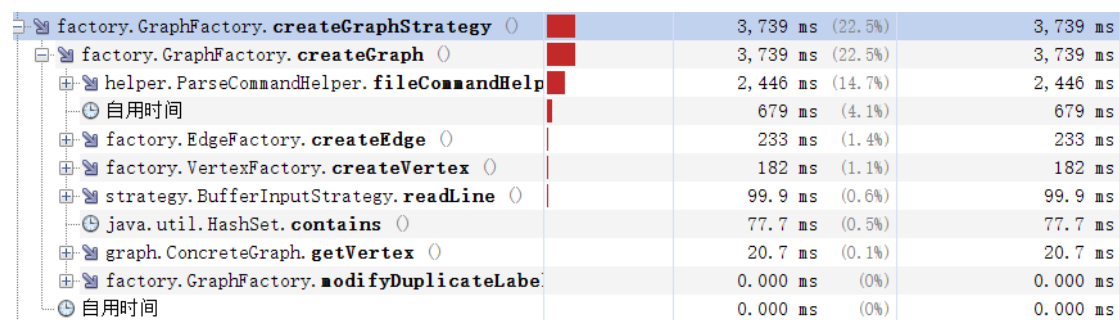 factory.GraphFactory.createGraphStrategy () 3,739 ms (22.5%) 3,739 ms
factory.GraphFactory.createGraph () 3,739 ms (22.5%) 3,739 ms
helper.ParseCommandHelper.fileCommandHelp 2,446 ms (14.7%) 2,446 ms
自用时间 679 ms (4.1%) 679 ms
factory.EdgeFactory.createEdge () 233 ms (1.4%) 233 ms
factory.VertexFactory.createVertex () 182 ms (1.1%) 182 ms
strategy.BufferInputStrategy.readLine () 99.9 ms (0.6%) 99.9 ms
java.util.HashSet.contains () 77.7 ms (0.5%) 77.7 ms
graph.ConcreteGraph.getVertex () 20.7 ms (0.1%) 20.7 ms
factory.GraphFactory.modifyDuplicateLabel 0.000 ms (0%) 0.000 ms
自用时间 0.000 ms (0%) 0.000 ms